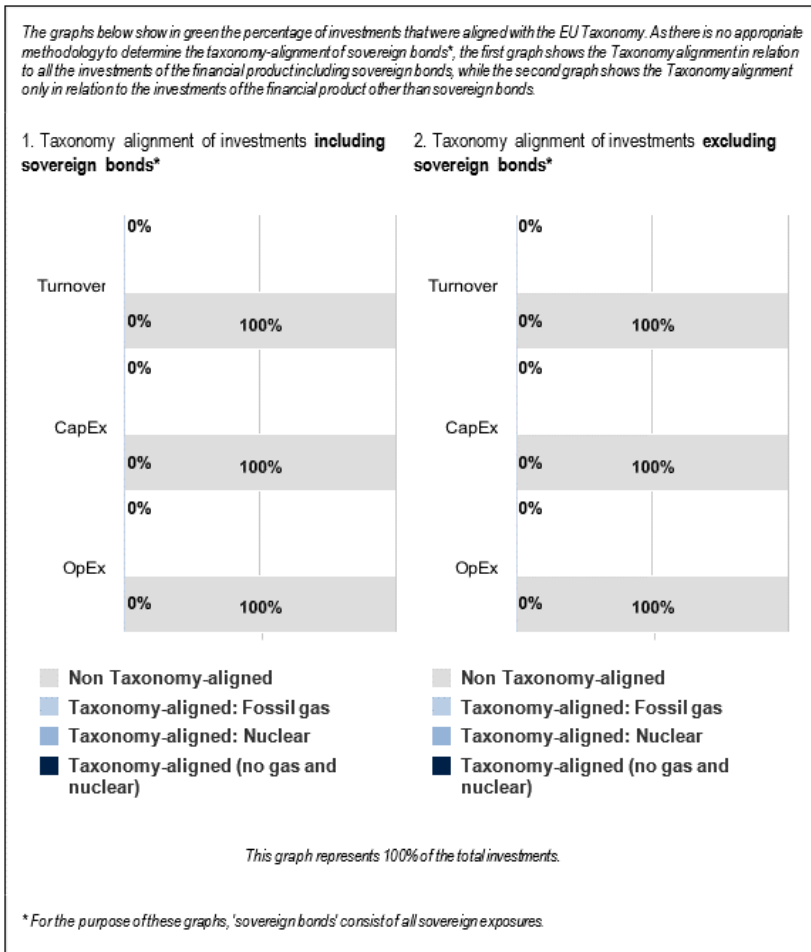 The graphs below show in green the percentage of investments that were aligned with the EU Taxonomy. As there is no appropriate
methodology to determine the taxonomy-alignment of sovereign bonds*, the first graph shows the Taxonomy alignment in relation
to all the investments of the financial product including sovereign bonds, while the second graph shows the Taxonomy alignment
only in relation to the investments of the financial product other than sovereign bonds.
1. Taxonomy alignment of investments including
sovereign bonds*
0%
Turnover
0% 100%
0%
CapEx
0% 100%
0%
OpEx
0% 100%
Non Taxonomy-aligned
Taxonomy-aligned: Fossil gas
Taxonomy-aligned: Nuclear
Taxonomy-aligned (no gas and
nuclear)
2. Taxonomy alignment of investments excluding
sovereign bonds*
0%
Turnover
0% 100%
0%
CapEx
0% 100%
0%
OpEx
0% 100%
Non Taxonomy-aligned
Taxonomy-aligned: Fossil gas
Taxonomy-aligned: Nuclear
Taxonomy-aligned (no gas and
nuclear)
This graph represents 100% of the total investments.
* For the purpose of these graphs, 'sovereign bonds' consist of all sovereign exposures.